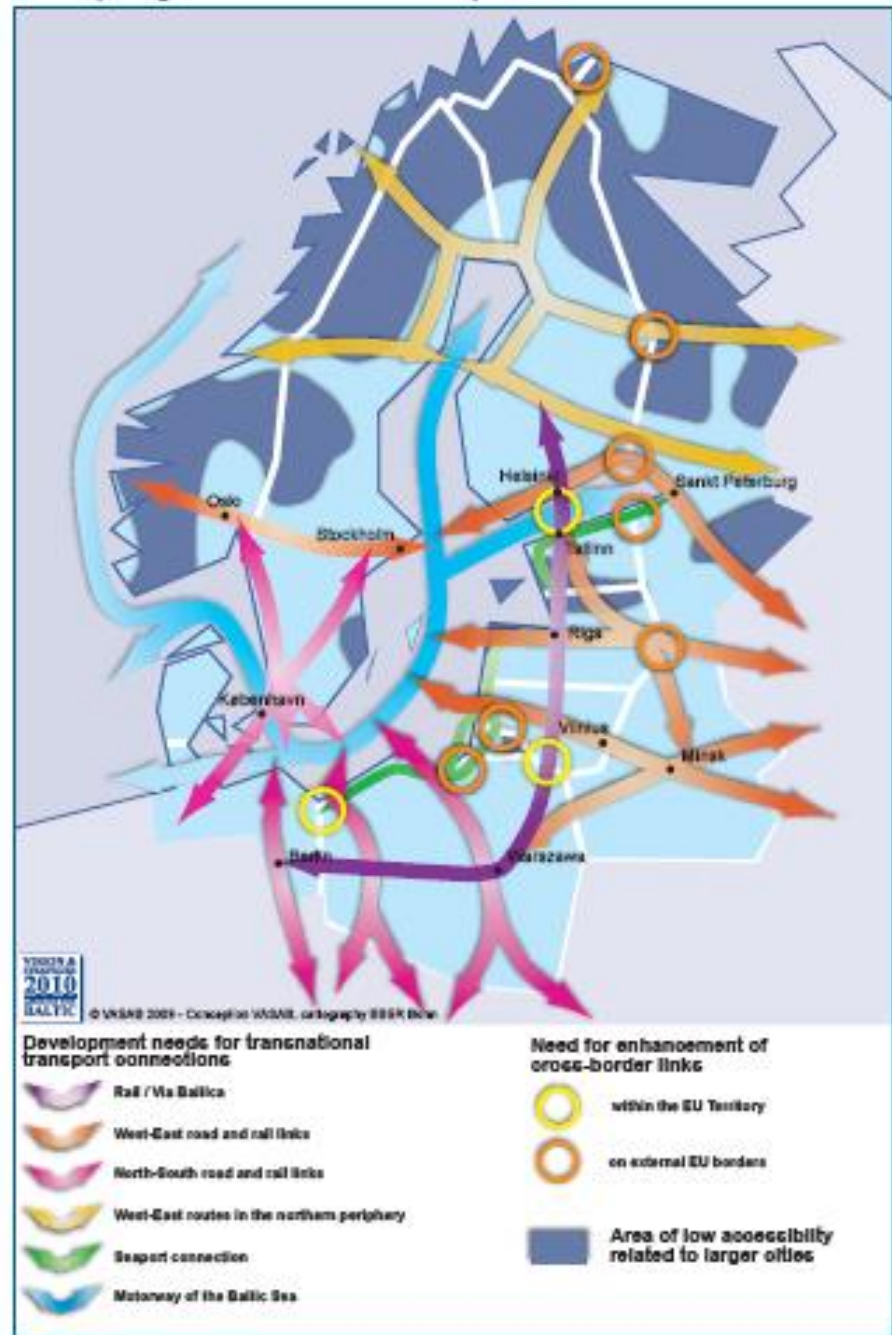 Helsinki
Sankt Peterburg
Oslo
Stockholm
Tallinn
Riga
København
Vilnius
Minsk
Berlin
Warszawa
VISION &
2010
BALTIC
© VASAB 2009 - Conception VASAB, cartography BBSR Bonn
Development needs for transnational
transport connections
Rail / Via Baltica
West-East road and rail links
North-South road and rail links
West-East routes in the northern periphery
Seaport connection
Motorway of the Baltic Sea
Need for enhancement of
cross-border links
within the EU Territory
on external EU borders
Area of low accessibility
related to larger cities